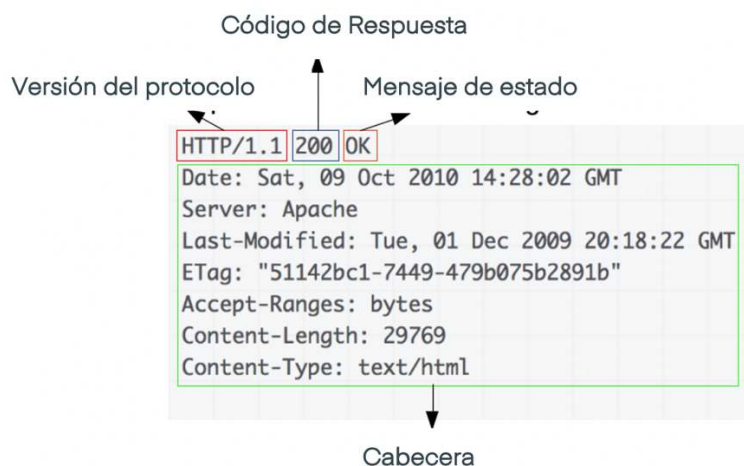 Código de Respuesta
Versión del protocolo
Mensaje de estado
HTTP/1.1 200 OK
Date: Sat, 09 Oct 2010 14:28:02 GMT
Server: Apache
Last-Modified: Tue, 01 Dec 2009 20:18:22 GMT
ETag: "51142bc1-7449-479b075b2891b"
Accept-Ranges: bytes
Content-Length: 29769
Content-Type: text/html
Cabecera